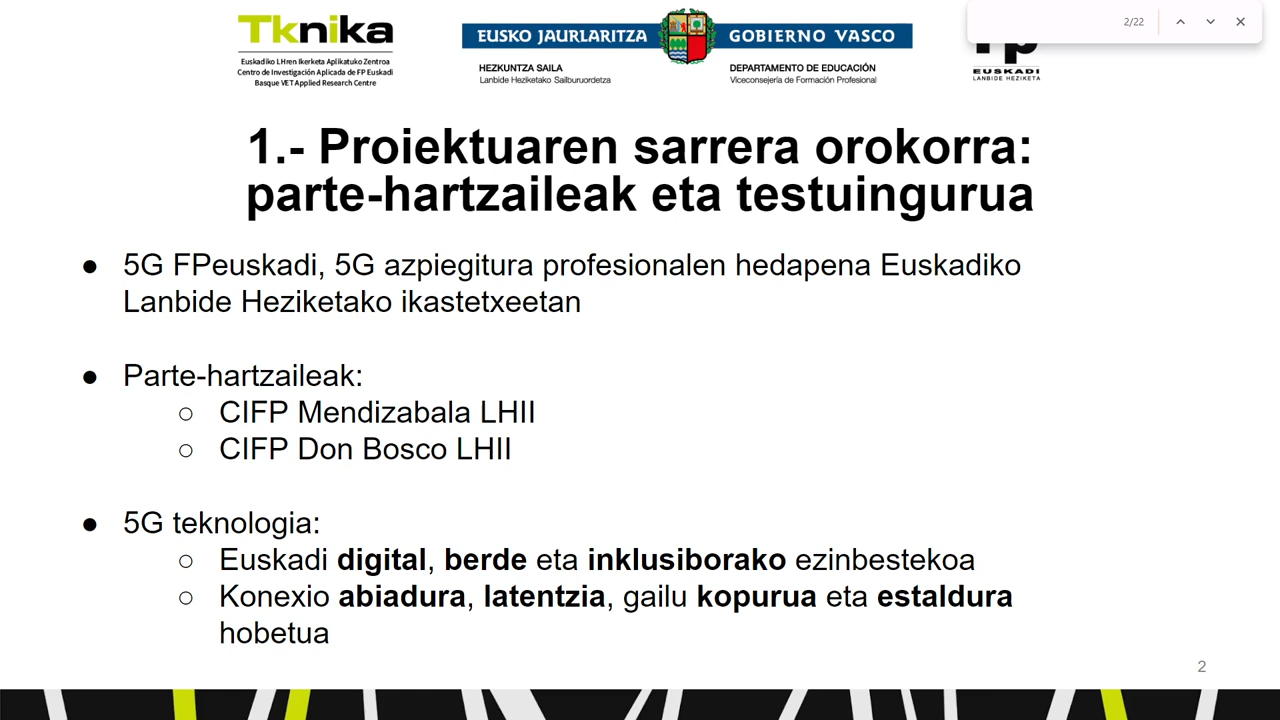 Tknika
Euskadiko LHren Ikerketa Aplikatuko Zentroa
Centro de Investigación Aplicada de FP Euskadi
Basque VET Applied Research Centre
EUSKO JAURLARITZA
GOBIERNO VASCO
HEZKUNTZA SAILA
Lanbide Heziketako Sailburuordetza
DEPARTAMENTO DE EDUCACIÓN
Viceconsejería de Formación Profesional
2/22
EUSKADI
LANBIDE HEZIKETA
1.- Proiektuaren sarrera orokorra:
parte-hartzaileak eta testuingurua
● 5G FPeuskadi, 5G azpiegitura profesionalen hedapena Euskadiko
Lanbide Heziketako ikastetxeetan
● Parte-hartzaileak:
○ CIFP Mendizabala LHII
○ CIFP Don Bosco LHII
● 5G teknologia:
○ Euskadi digital, berde eta inklusiborako ezinbestekoa
○ Konexio abiadura, latentzia, gailu kopurua eta estaldura
hobetua
2